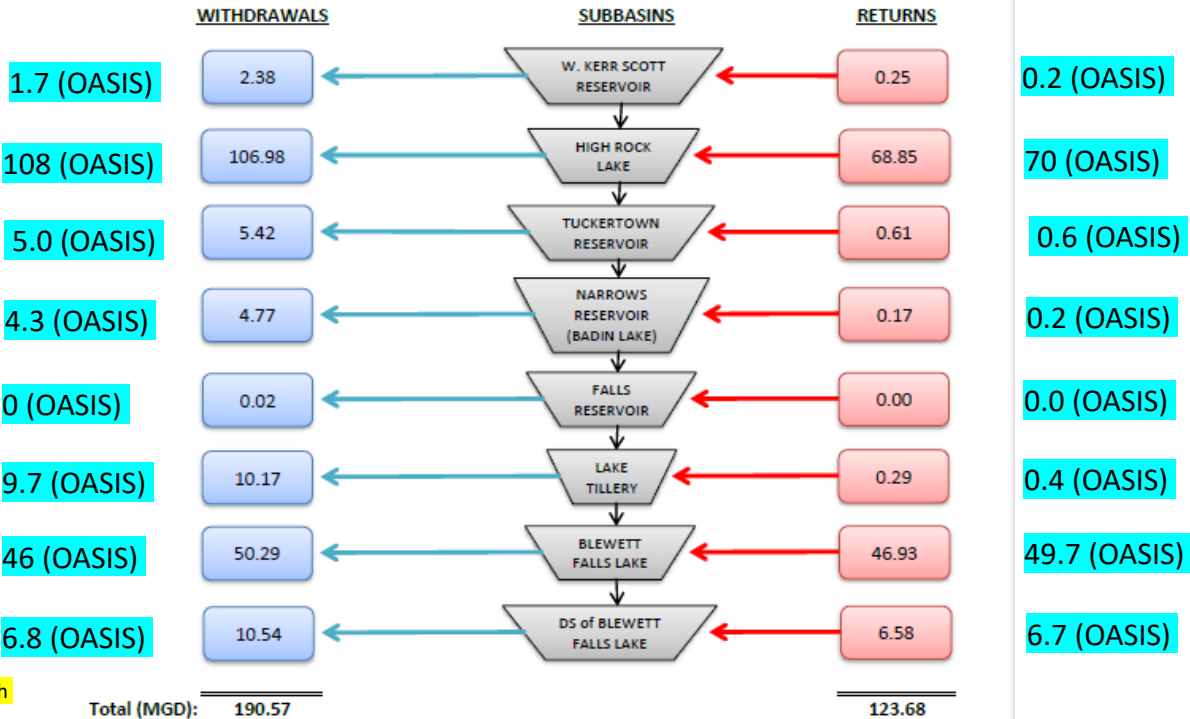 WITHDRAWALS SUBBASINS RETURNS
1.7 (OASIS) 2.38 W. KERR SCOTT 0.25 0.2 (OASIS)
RESERVOIR
108 (OASIS) 106.98 HIGH ROCK 68.85 70 (OASIS)
LAKE
5.0 (OASIS) 5.42 TUCKERTOWN 0.61 0.6 (OASIS)
RESERVOIR
4.3 (OASIS) 4.77 NARROWS 0.17 0.2 (OASIS)
RESERVOIR
(BADIN LAKE)
0 (OASIS) 0.02 FALLS 0.00 0.0 (OASIS)
RESERVOIR
9.7 (OASIS) 10.17 LAKE 0.29 0.4 (OASIS)
TILLERY
46 (OASIS) 50.29 BLEWETT 46.93 49.7 (OASIS)
FALLS LAKE
6.8 (OASIS) 10.54 DS of BLEWETT 6.58 6.7 (OASIS)
FALLS LAKE
Total (MGD): 190.57 123.68